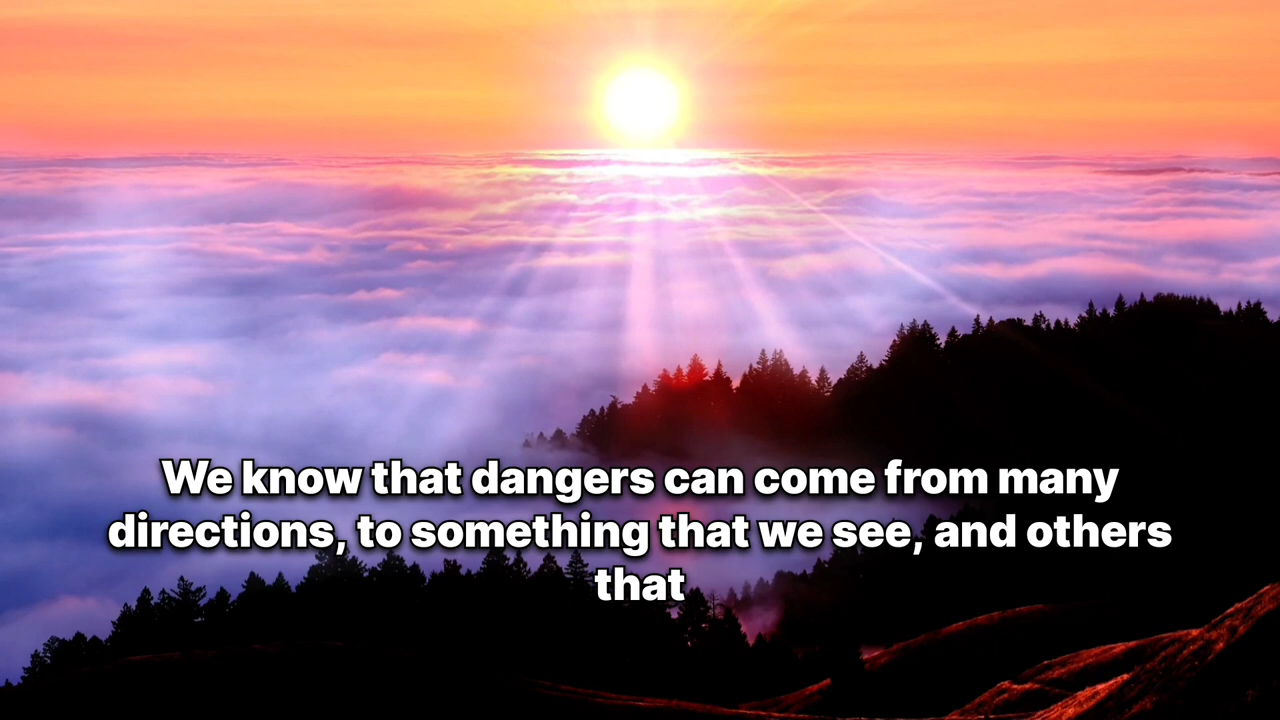 We know that dangers can come from many
directions, to something that we see, and others
that